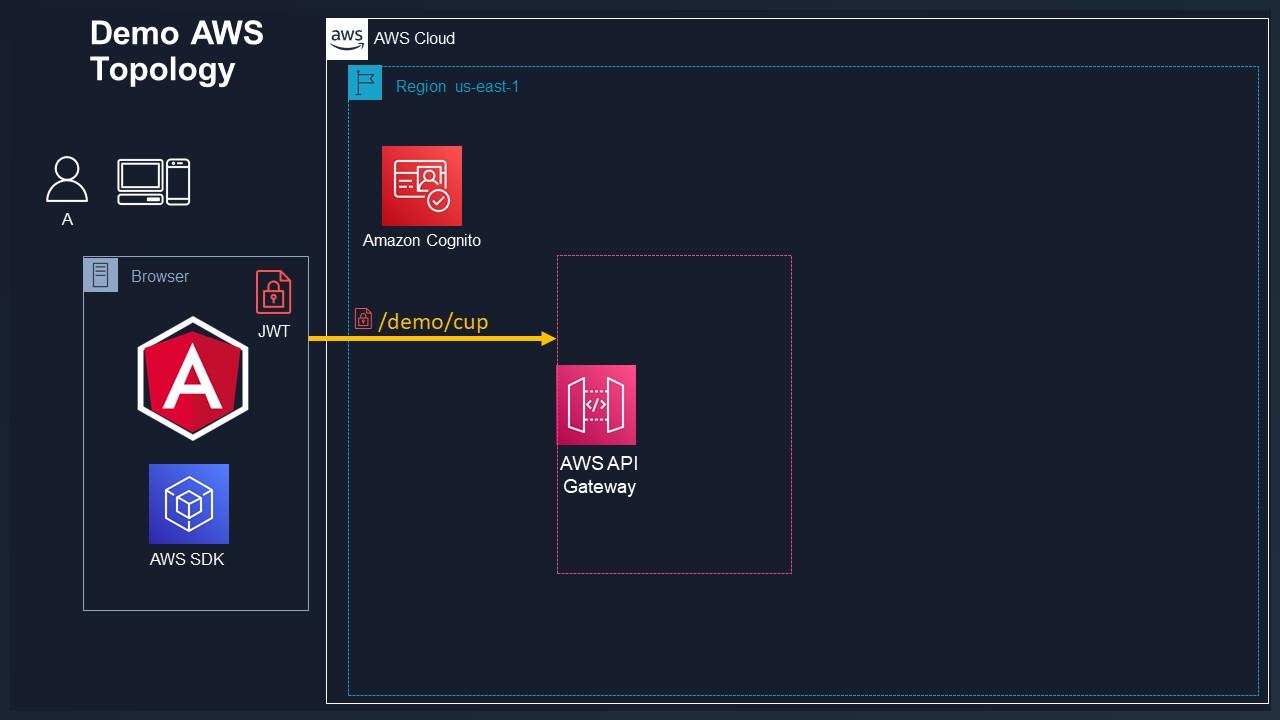 Demo AWS
Topology
aws
AWS Cloud
Region us-east-1
A
Amazon Cognito
Browser
JWT
/demo/cup
A
</>
AWS API
Gateway
AWS SDK